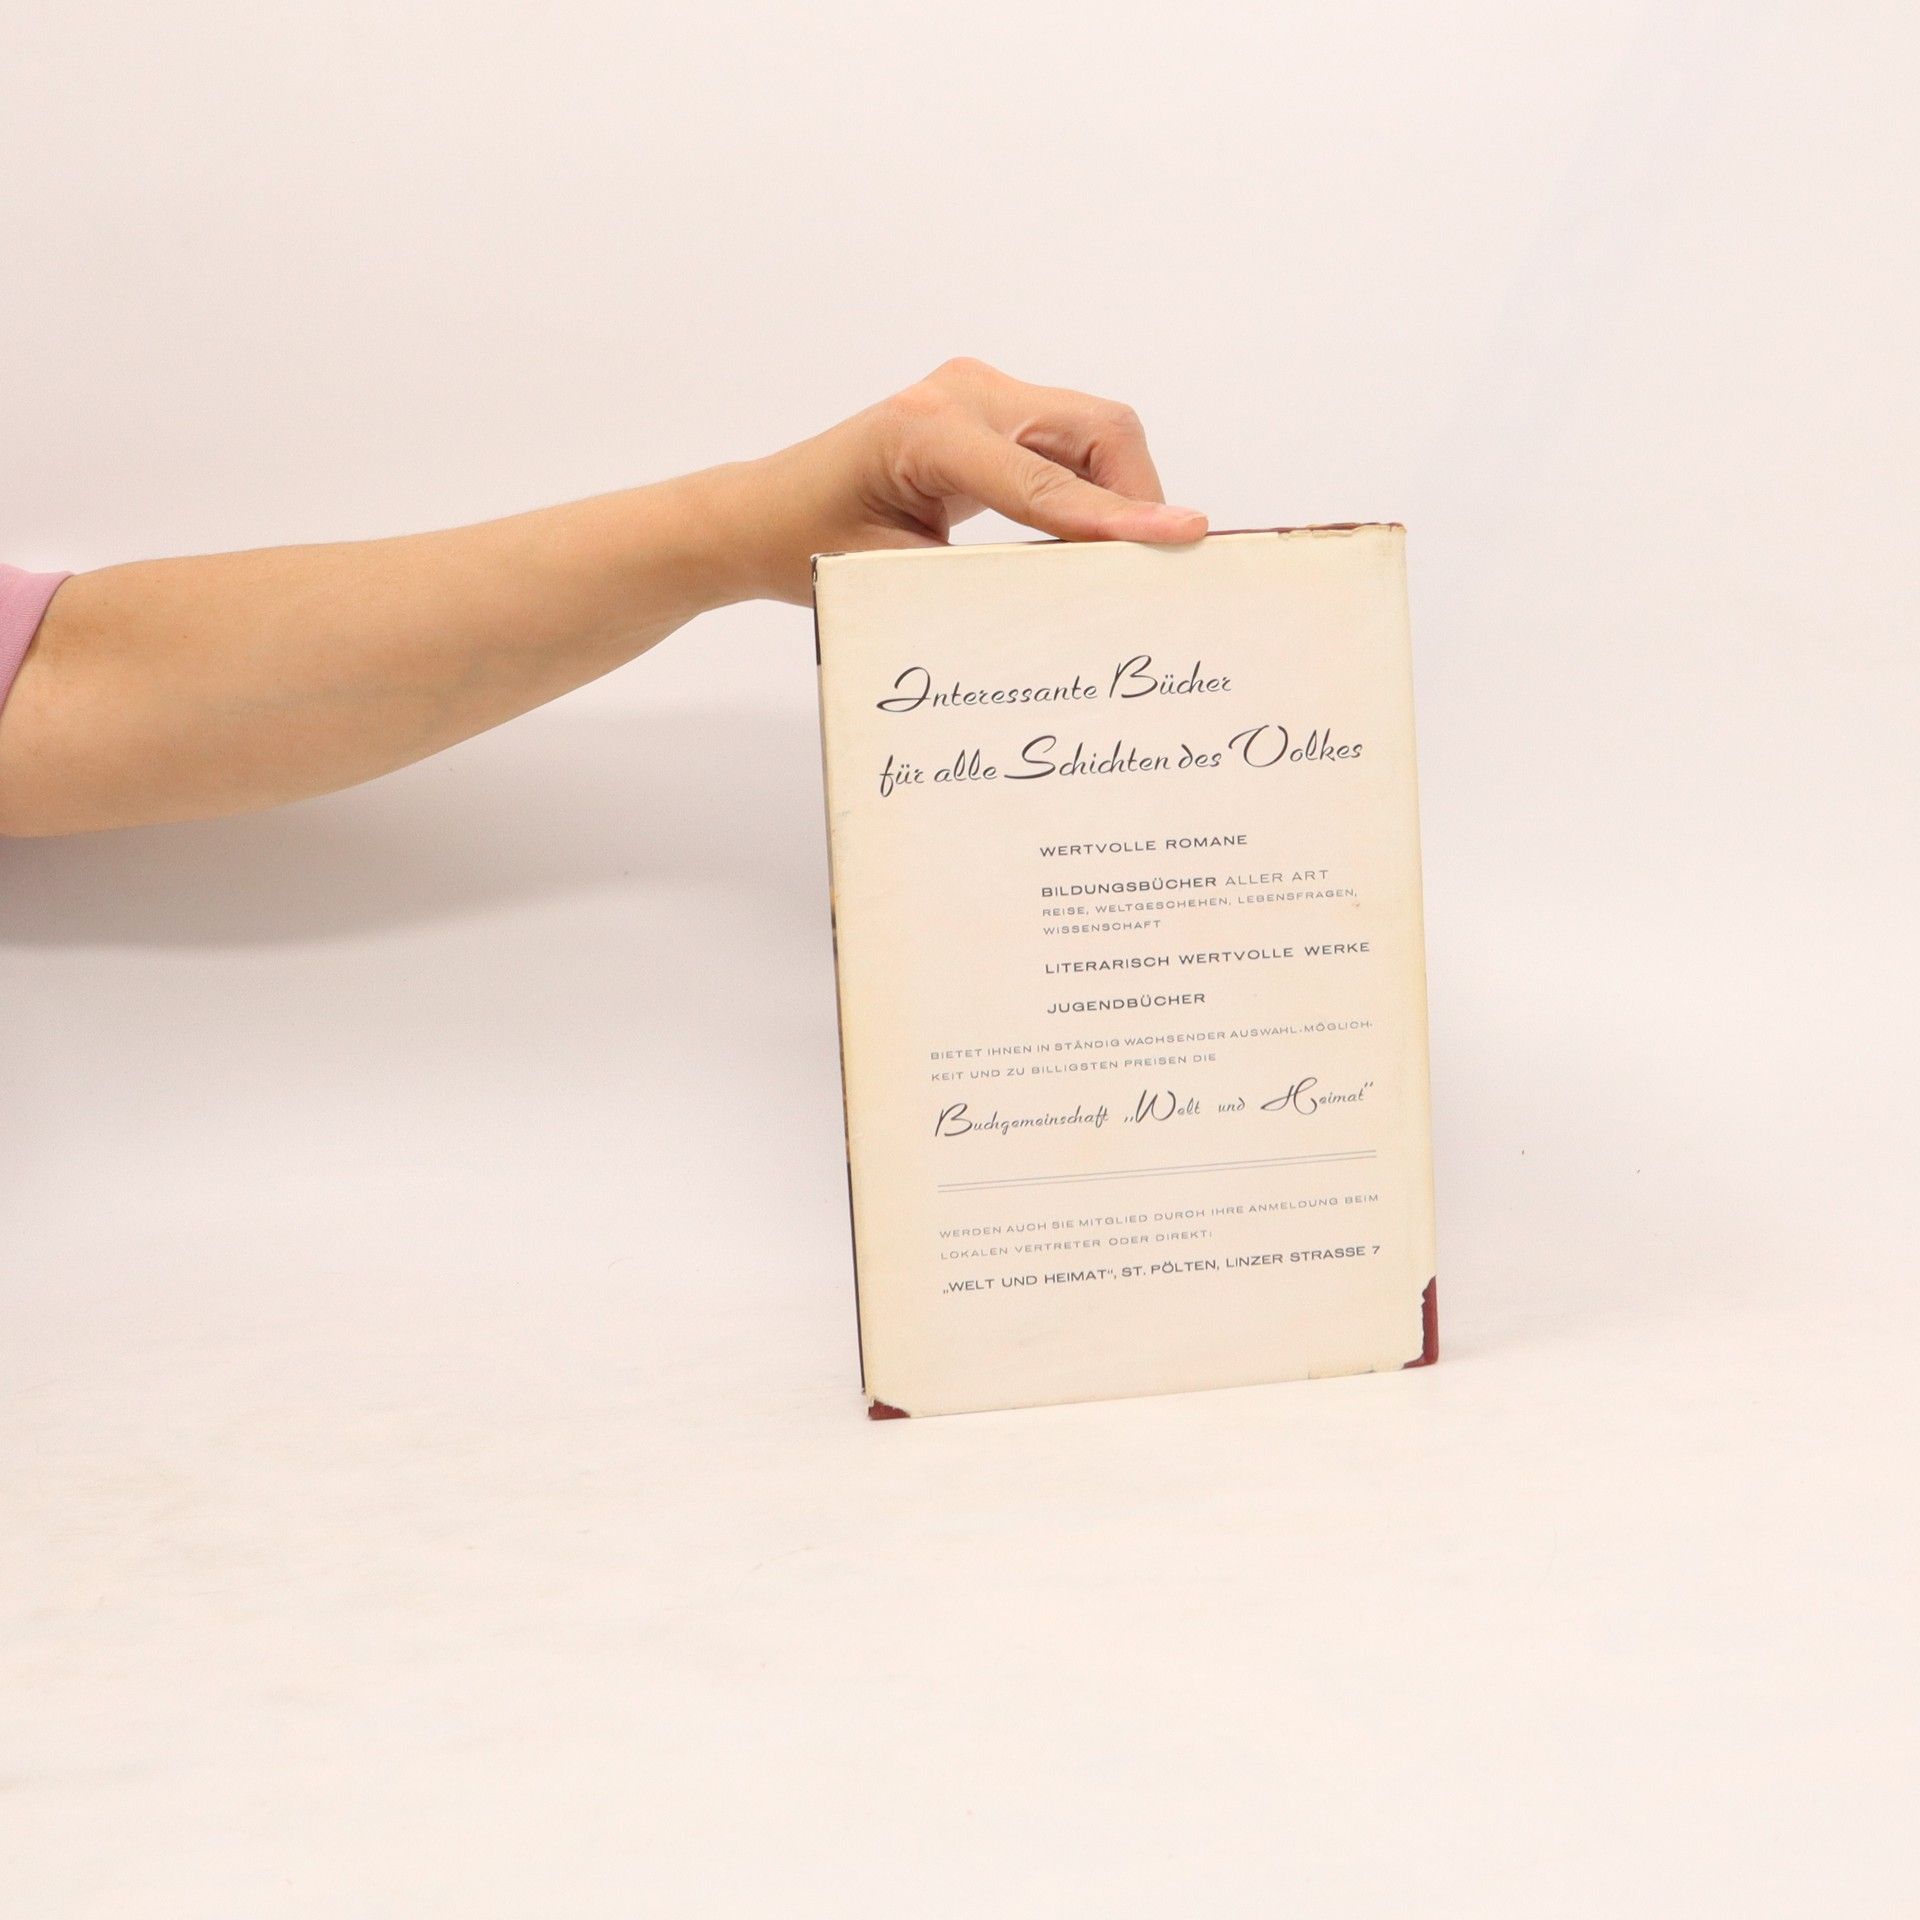 Interessante Bücher
für alle Schichten des Volkes
WERTVOLLE ROMANE
BILDUNGSBÜCHER ALLER ART
REISE, WELTGESCHEHEN, LEBENSFRAGEN,
WISSENSCHAFT
LITERARISCH WERTVOLLE WERKE
JUGENDBÜCHER
BIETET IHNEN IN STÄNDIG WACHSENDER AUSWAHL-MÖGLICH-
KEIT UND ZU BILLIGSTEN PREISEN DIE
Buchgemeinschaft „Welt und Heimat“
WERDEN AUCH SIE MITGLIED DURCH IHRE ANMELDUNG BEIM
LOKALEN VERTRETER ODER DIREKT:
„WELT UND HEIMAT“, ST. PÖLTEN, LINZER STRASSE 7